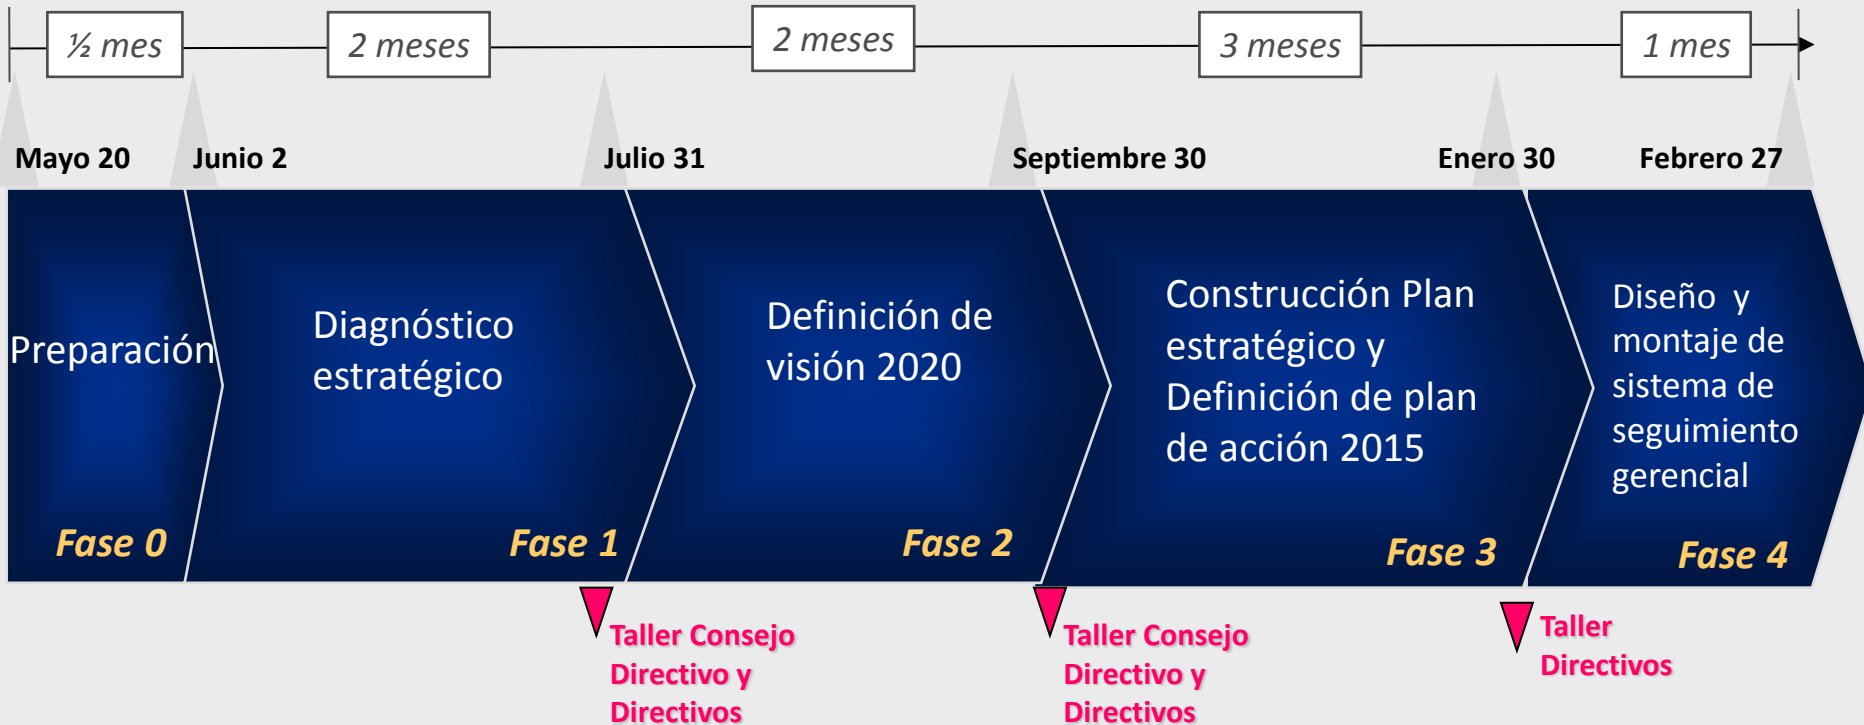 ½ mes
2 meses
2 meses
3 meses
1 mes
Mayo 20
Junio 2
Julio 31
Septiembre 30
Enero 30
Febrero 27
Preparación
Fase 0
Diagnóstico
estratégico
Fase 1
Definición de
visión 2020
Fase 2
Construcción Plan
estratégico y
Definición de plan
de acción 2015
Fase 3
Diseño y
montaje de
sistema de
seguimiento
gerencial
Fase 4
Taller Consejo
Directivo y
Directivos
Taller Consejo
Directivo y
Directivos
Taller
Directivos